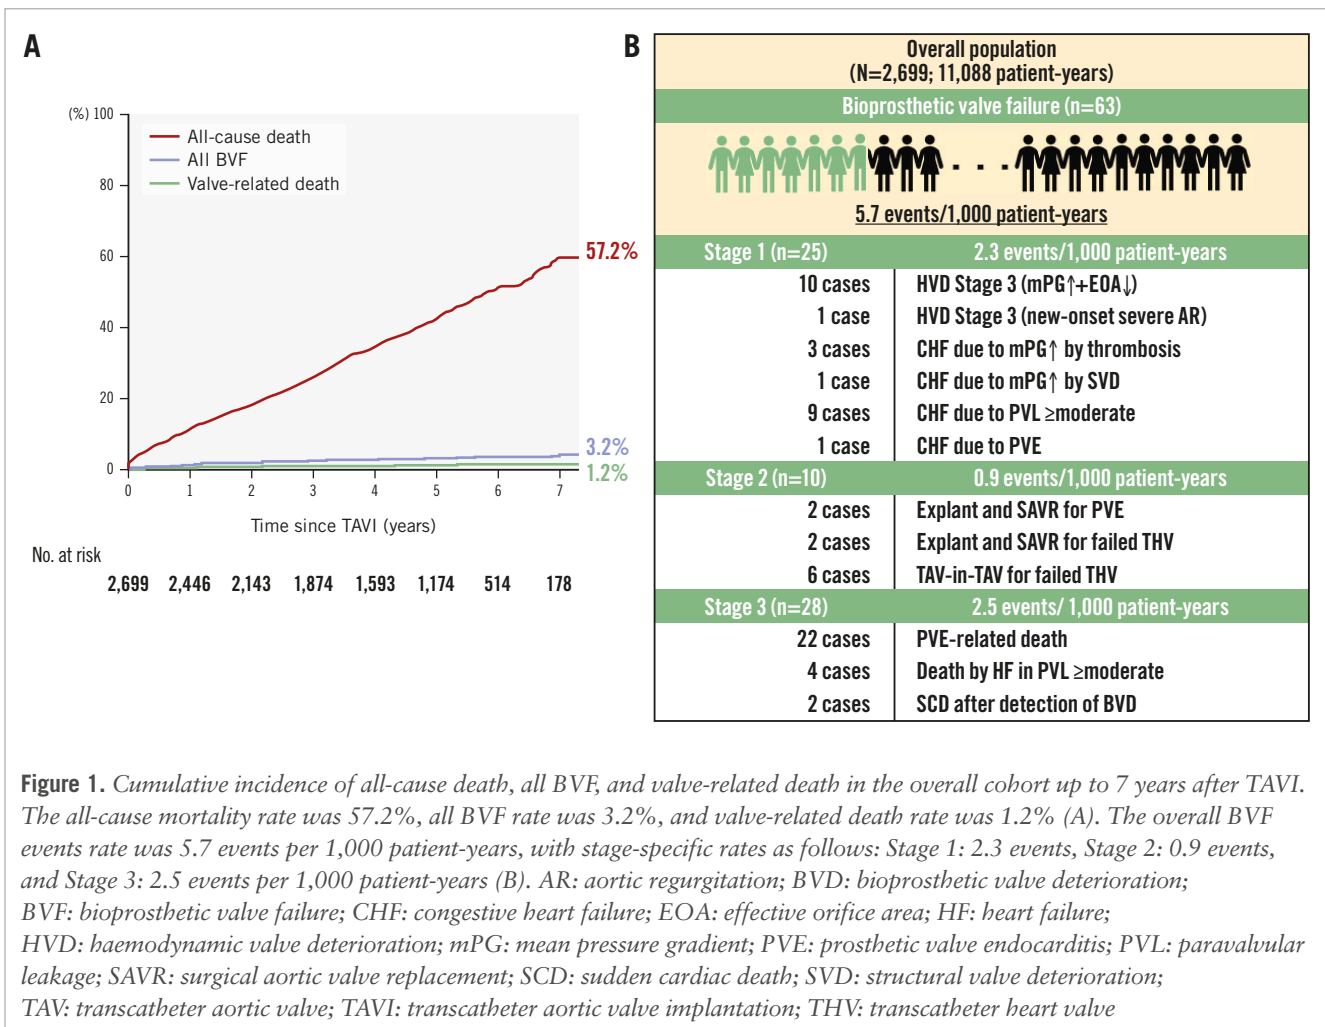 A
(%) 100
80
60
40
20
0
All-cause death
All BVF
Valve-related death
57.2%
3.2%
1.2%
0 1 2 3 4 5 6 7
Time since TAVI (years)
No. at risk
2,699 2,446 2,143 1,874 1,593 1,174 514 178
B
Overall population
(N=2,699; 11,088 patient-years)
Bioprosthetic valve failure (n=63)
. . .
5.7 events/1,000 patient-years
Stage 1 (n=25) 2.3 events/1,000 patient-years
10 cases HVD Stage 3 (mPG↑+EOA↓)
1 case HVD Stage 3 (new-onset severe AR)
3 cases CHF due to mPG↑ by thrombosis
1 case CHF due to mPG↑ by SVD
9 cases CHF due to PVL ≥moderate
1 case CHF due to PVE
Stage 2 (n=10) 0.9 events/1,000 patient-years
2 cases Explant and SAVR for PVE
2 cases Explant and SAVR for failed THV
6 cases TAV-in-TAV for failed THV
Stage 3 (n=28) 2.5 events/ 1,000 patient-years
22 cases PVE-related death
4 cases Death by HF in PVL ≥moderate
2 cases SCD after detection of BVD
Figure 1. Cumulative incidence of all-cause death, all BVF, and valve-related death in the overall cohort up to 7 years after TAVI.
The all-cause mortality rate was 57.2%, all BVF rate was 3.2%, and valve-related death rate was 1.2% (A). The overall BVF
events rate was 5.7 events per 1,000 patient-years, with stage-specific rates as follows: Stage 1: 2.3 events, Stage 2: 0.9 events,
and Stage 3: 2.5 events per 1,000 patient-years (B). AR: aortic regurgitation; BVD: bioprosthetic valve deterioration;
BVF: bioprosthetic valve failure; CHF: congestive heart failure; EOA: effective orifice area; HF: heart failure;
HVD: haemodynamic valve deterioration; mPG: mean pressure gradient; PVE: prosthetic valve endocarditis; PVL: paravalvular
leakage; SAVR: surgical aortic valve replacement; SCD: sudden cardiac death; SVD: structural valve deterioration;
TAV: transcatheter aortic valve; TAVI: transcatheter aortic valve implantation; THV: transcatheter heart valve